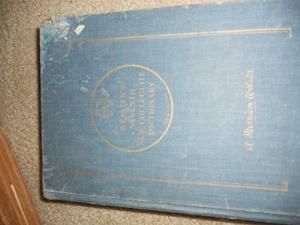 WEBSTER'S
SEVENTH
NEW COLLEGIATE
DICTIONARY
a Merriam-Webster